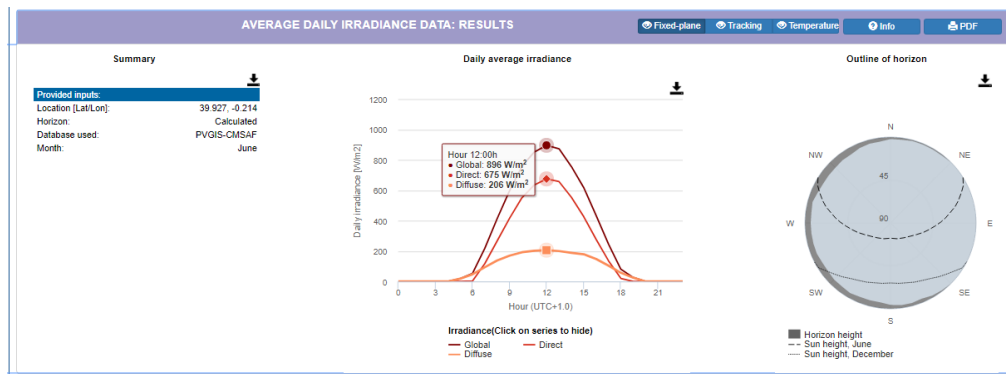 AVERAGE DAILY IRRADIANCE DATA: RESULTS
Fixed-plane
Tracking
Temperature
Info
PDF
Summary
Provided inputs:
Location [Lat/Lon]: 39.927, -0.214
Horizon: Calculated
Database used: PVGIS-CMSAF
Month: June
Daily average irradiance
Daily irradiance [W/m2]
1200
1000
800
600
400
200
0
Hour 12:00h
Global: 896 W/m²
Direct: 675 W/m²
Diffuse: 206 W/m²
0 3 6 9 12 15 18 21
Hour (UTC+1.0)
Irradiance(Click on series to hide)
Global Direct
Diffuse
Outline of horizon
N
NW NE
45
W 90 E
SW SE
S
Horizon height
Sun height, June
Sun height, December